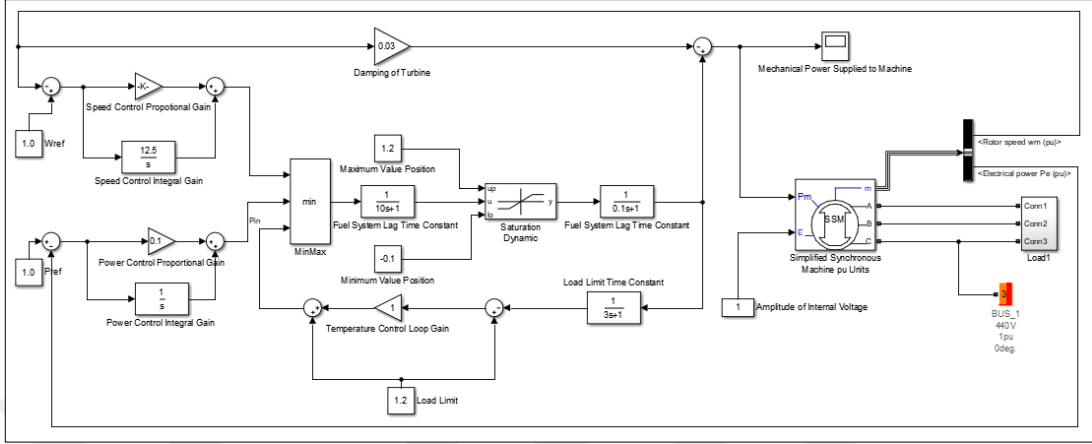 0.03
Damping of Turbine
Mechanical Power Supplied to Machine
-K-
Speed Control Propotional Gain
1.0
Wref
12.5
s
Speed Control Integral Gain
1.2
Maximum Value Position
min
MinMax
1
10s+1
Fuel System Lag Time Constant
up
u
lo
y
Saturation
Dynamic
1
0.1s+1
Fuel System Lag Time Constant
<Rotor speed wm (pu)>
<Electrical power Pe (pu)>
Pm
E
m
A
B
C
SSM
Simplified Synchronous
Machine pu Units
Conn1
Conn2
Conn3
Load1
Pin
1.0
Pref
0.1
Power Control Proportional Gain
1
s
Power Control Integral Gain
-0.1
Minimum Value Position
Load Limit Time Constant
1
3s+1
1
Temperature Control Loop Gain
1.2
Load Limit
1
Amplitude of Internal Voltage
3
BUS_1
440V
1pu
0deg.